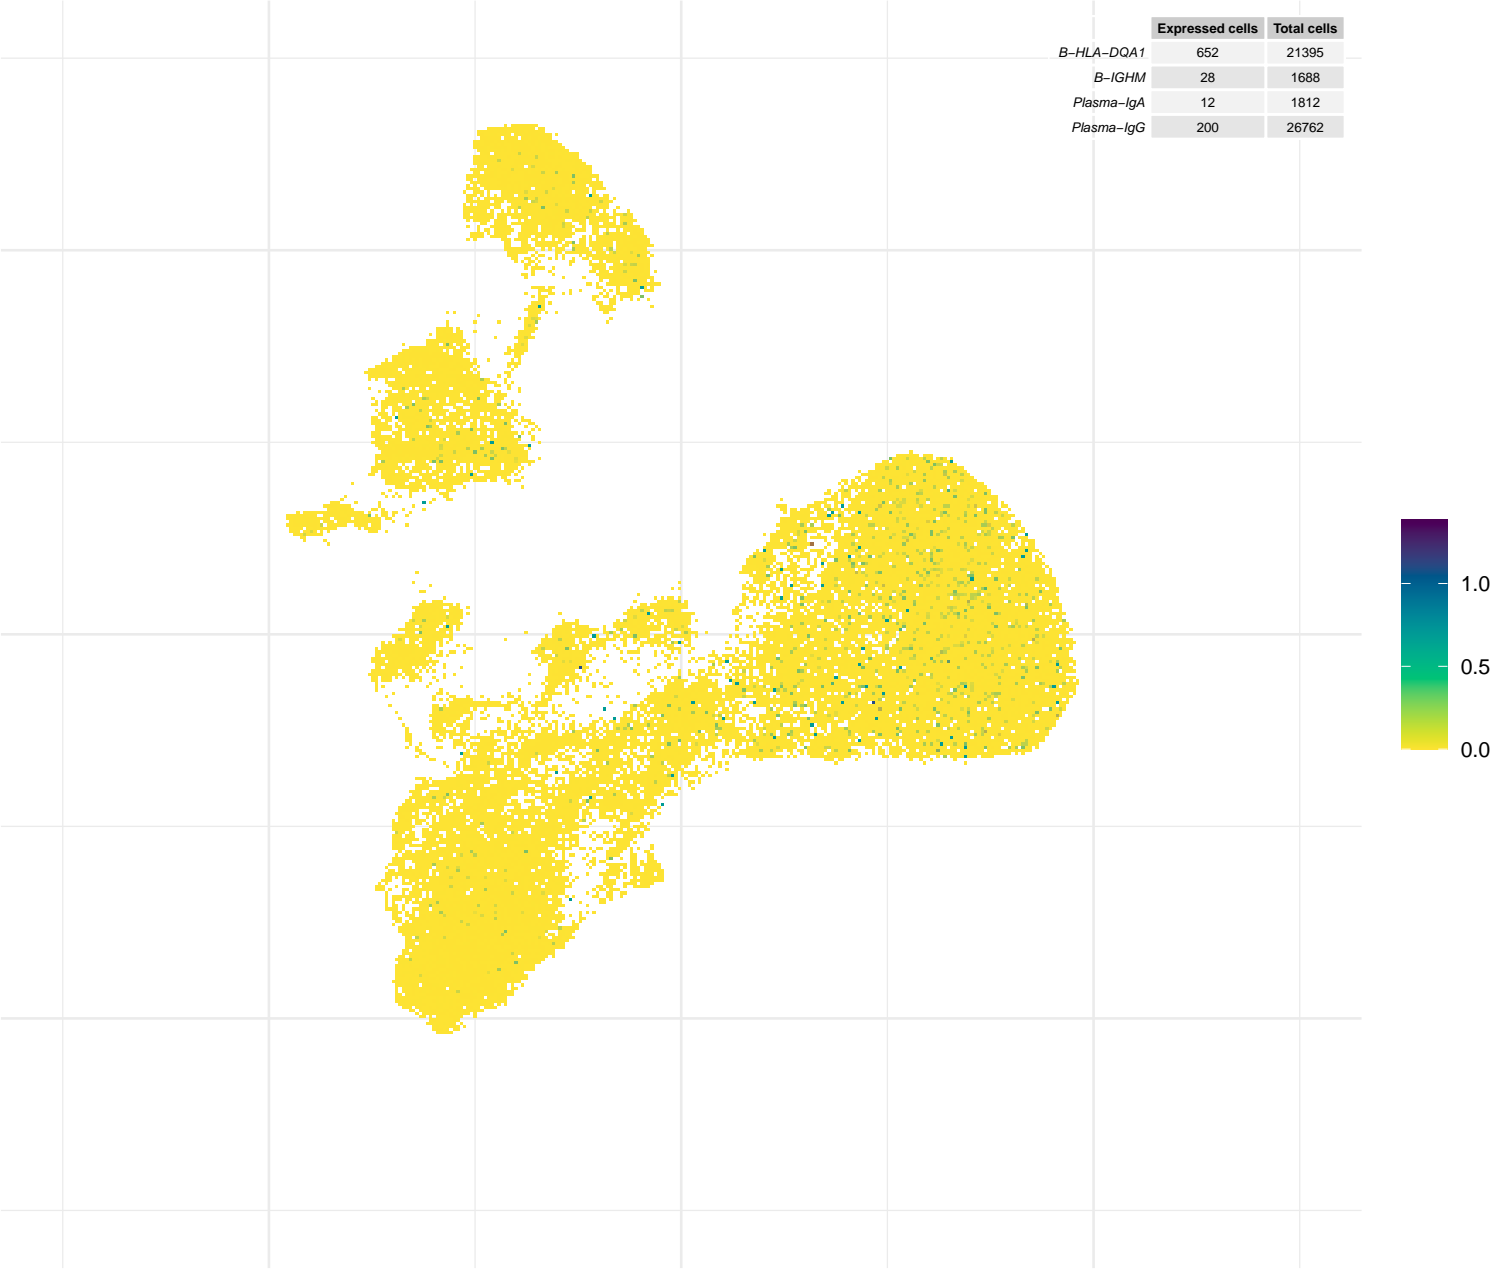 Expressed cells Total cells
B−HLA−DQA1 652 21395
B−IGHM 28 1688
Plasma−IgA 12 1812
Plasma−IgG 200 26762
1.0
0.5
0.0